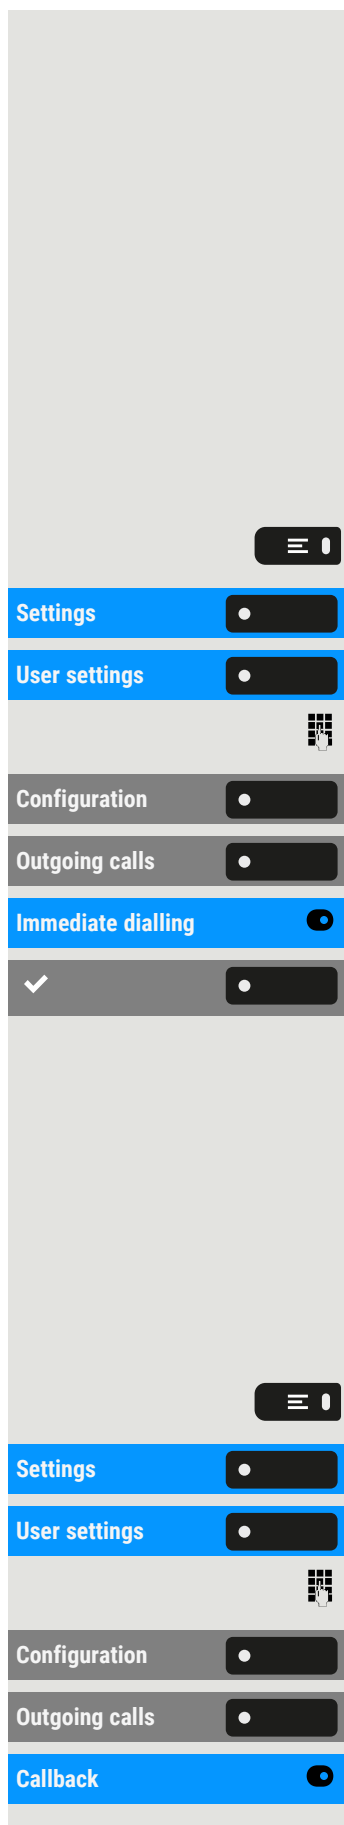 Settings
User settings
Configuration
Outgoing calls
Immediate dialling
Settings
User settings
Configuration
Outgoing calls
Callback